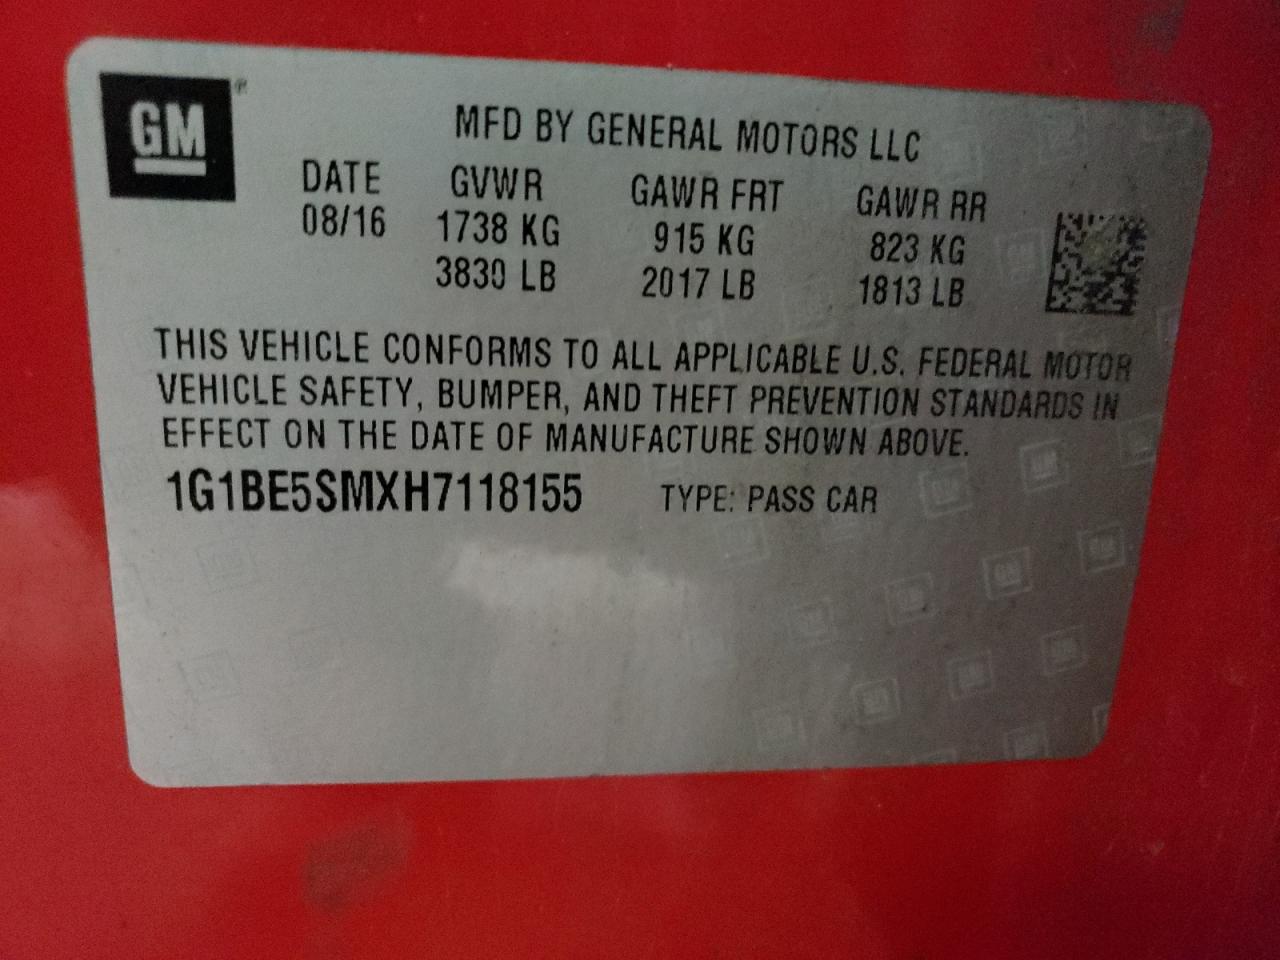 GM
MFD BY GENERAL MOTORS LLC
DATE GVWR GAWR FRT GAWR RR
08/16 1738 KG 915 KG 823 KG
3830 LB 2017 LB 1813 LB
THIS VEHICLE CONFORMS TO ALL APPLICABLE U.S. FEDERAL MOTOR
VEHICLE SAFETY, BUMPER, AND THEFT PREVENTION STANDARDS IN
EFFECT ON THE DATE OF MANUFACTURE SHOWN ABOVE.
1G1BE5SMXH7118155 TYPE: PASS CAR